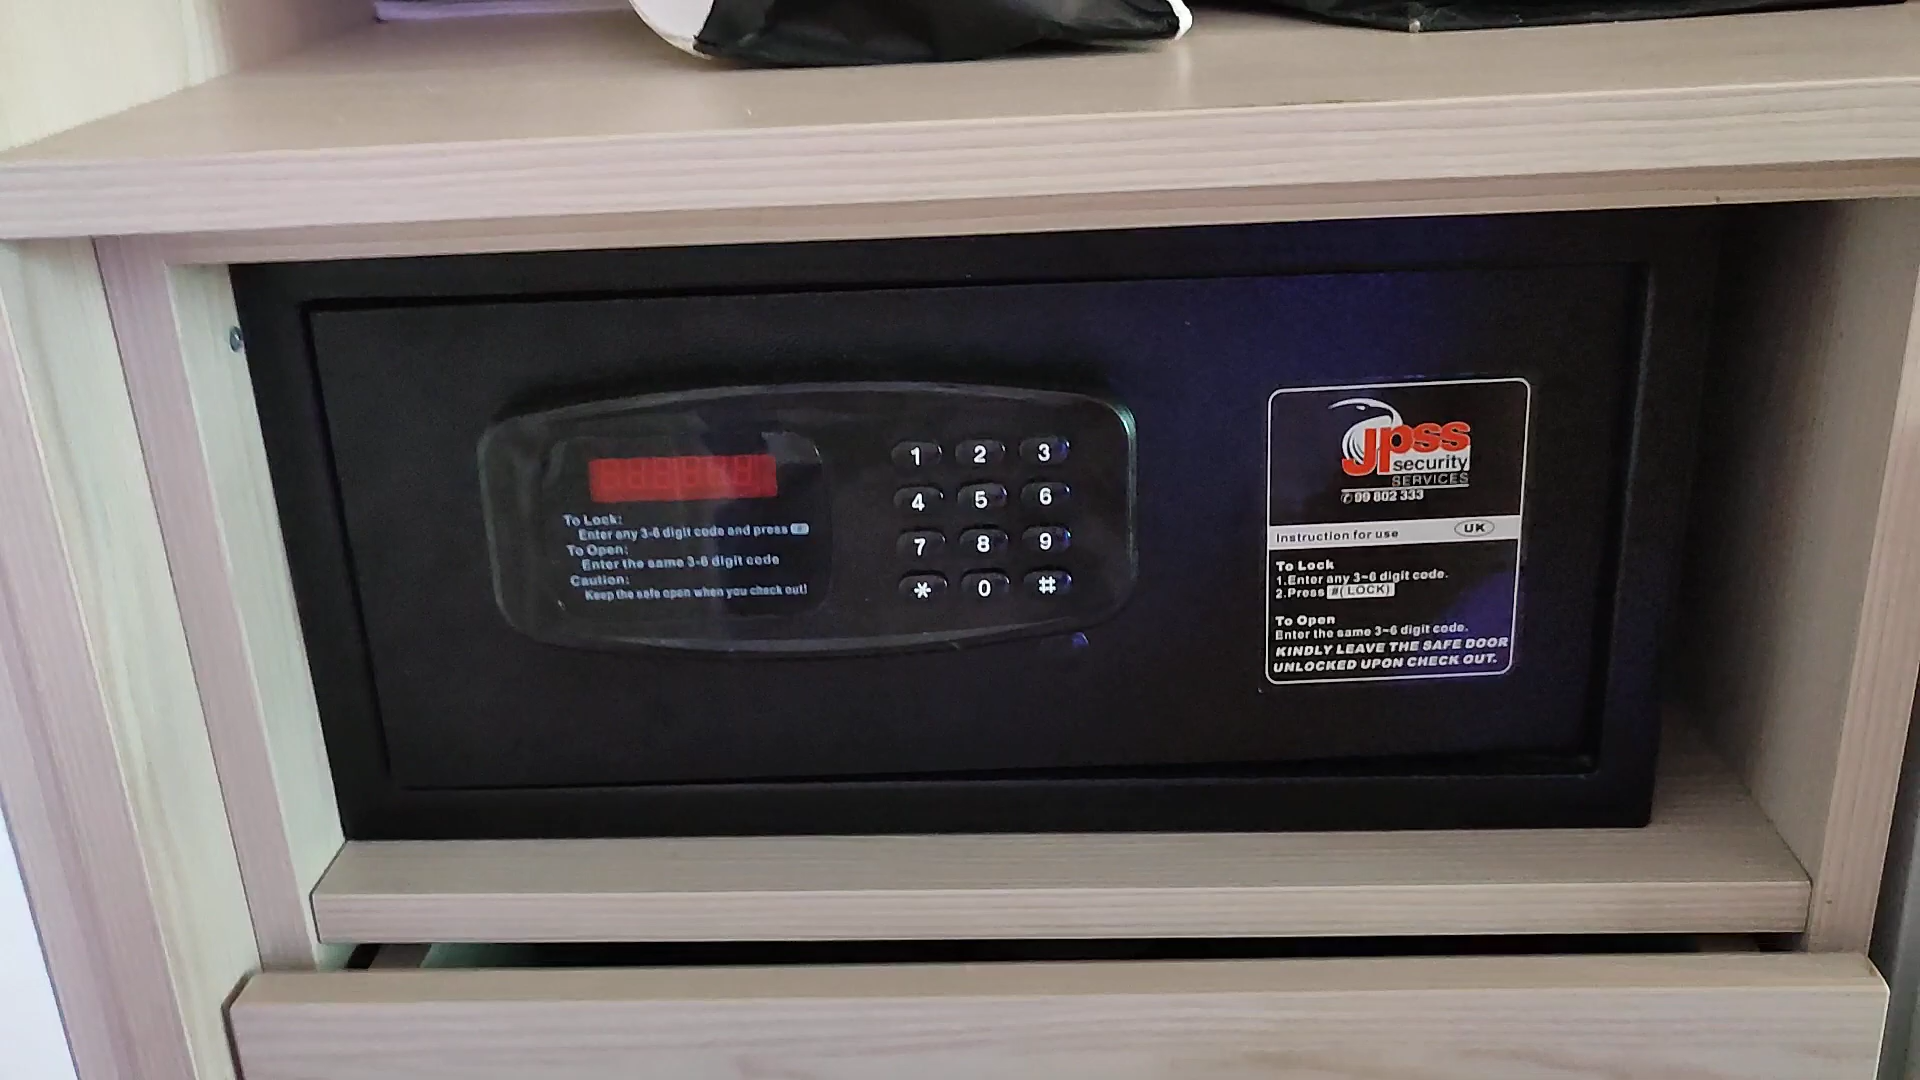 To Lock:
Enter any 3-6 digit code and press #
To Open:
Enter the same 3-6 digit code
Caution:
Keep the safe open when you check out!
1 2 3
4 5 6
7 8 9
* 0 #
JPSS
security
SERVICES
✆99 802 333
Instruction for use UK
To Lock
1.Enter any 3~6 digit code.
2.Press #(LOCK)
To Open
Enter the same 3~6 digit code.
KINDLY LEAVE THE SAFE DOOR
UNLOCKED UPON CHECK OUT.